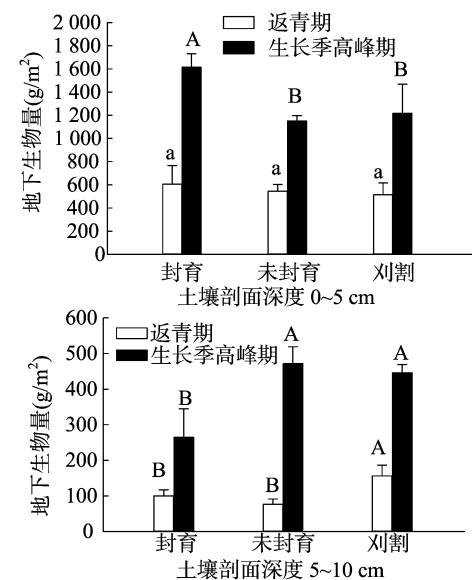 2 000
1 800
1 600
1 400
1 200
1 000
800
600
400
200
0
地下生物量(g/m²)
返青期
生长季高峰期
a
A
a
B
a
B
封育
未封育
刈割
土壤剖面深度 0~5 cm
600
500
400
300
200
100
0
地下生物量(g/m²)
返青期
生长季高峰期
B
B
B
A
A
A
封育
未封育
刈割
土壤剖面深度 5~10 cm